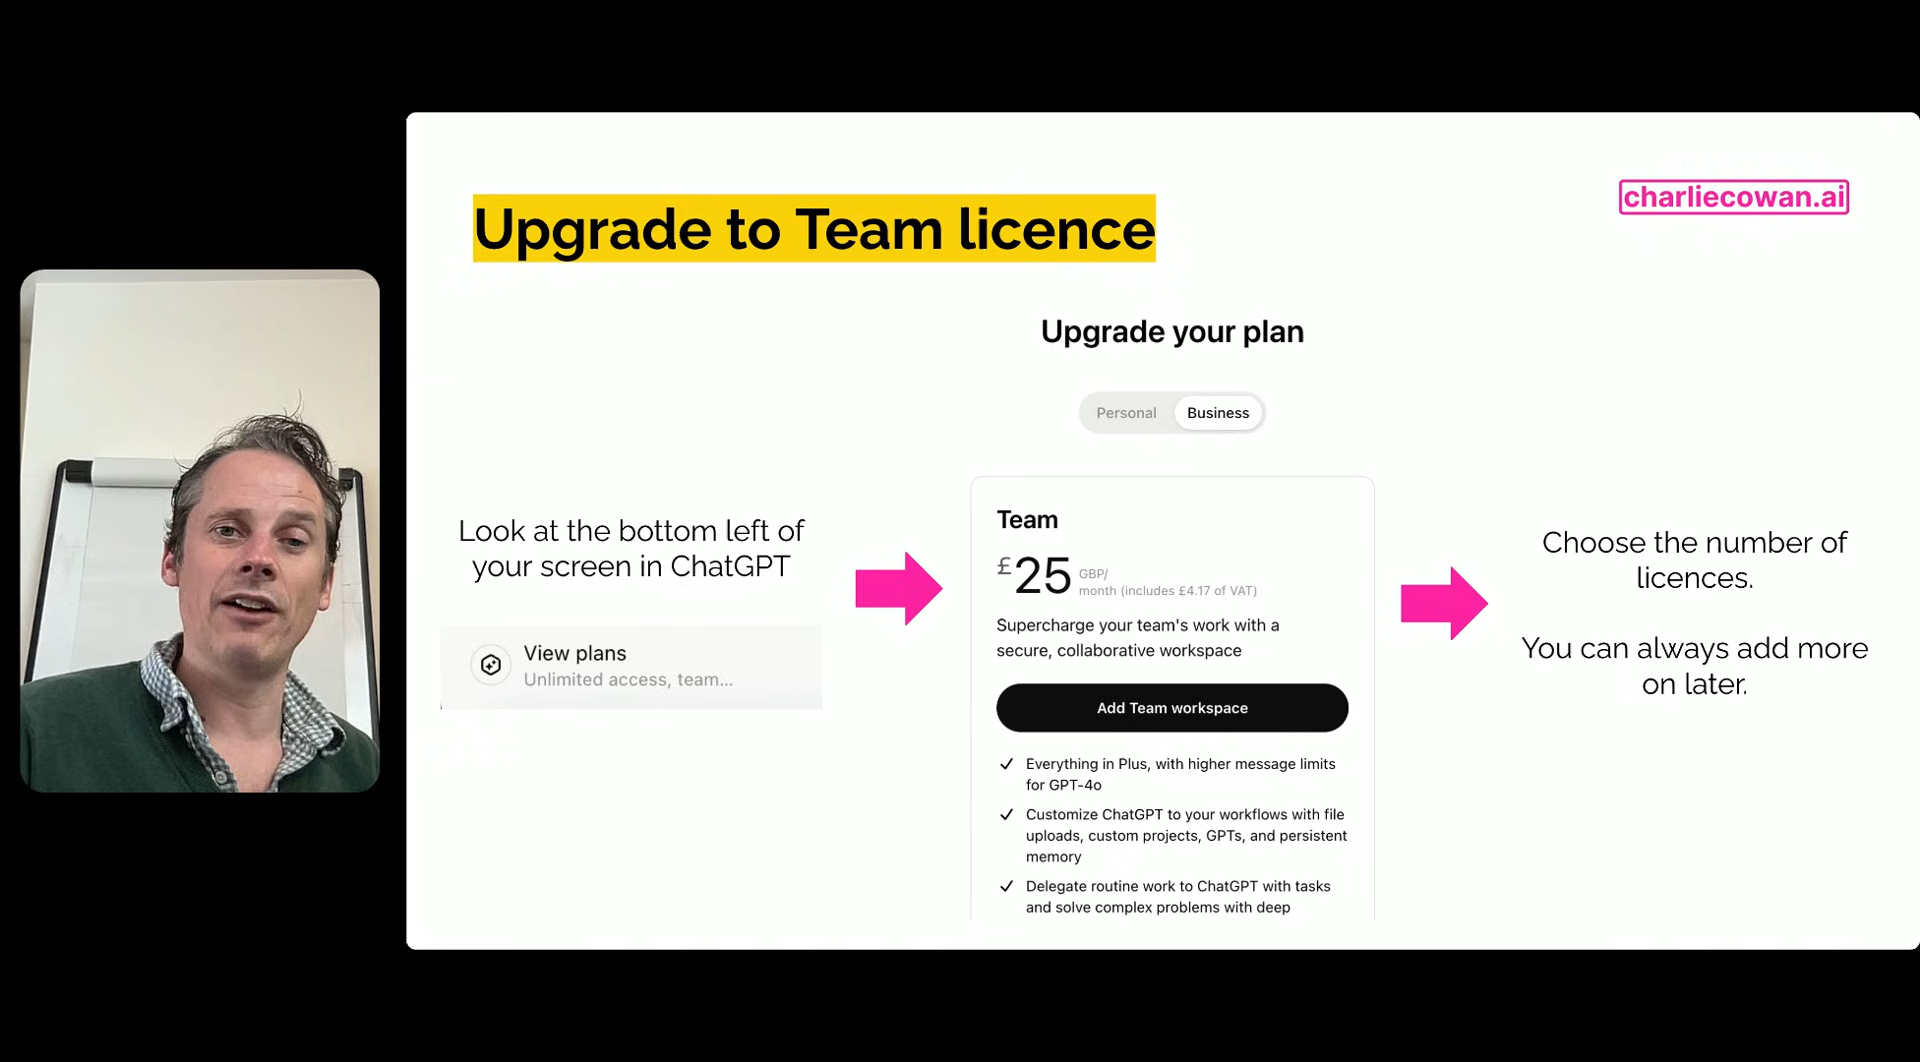 charliecowan.ai
Upgrade to Team licence
Look at the bottom left of
your screen in ChatGPT
View plans
Unlimited access, team...
Upgrade your plan
Personal
Business
Team
£25
GBP/
month (includes £4.17 of VAT)
Supercharge your team's work with a
secure, collaborative workspace
Add Team workspace
Everything in Plus, with higher message limits
for GPT-4o
Customize ChatGPT to your workflows with file
uploads, custom projects, GPTs, and persistent
memory
Delegate routine work to ChatGPT with tasks
and solve complex problems with deep
Choose the number of
licences.
You can always add more
on later.